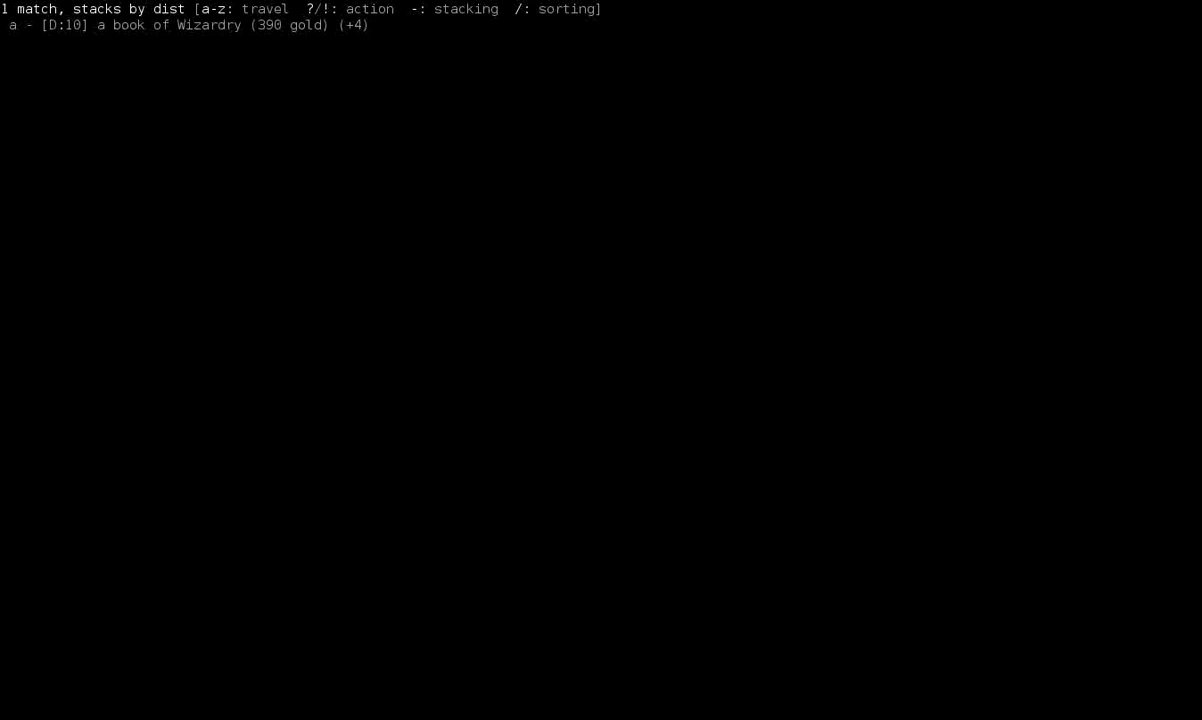 1 match, stacks by dist [a-z: travel  ?/!: action  -: stacking  /: sorting]
a - [D:10] a book of Wizardry (390 gold) (+4)